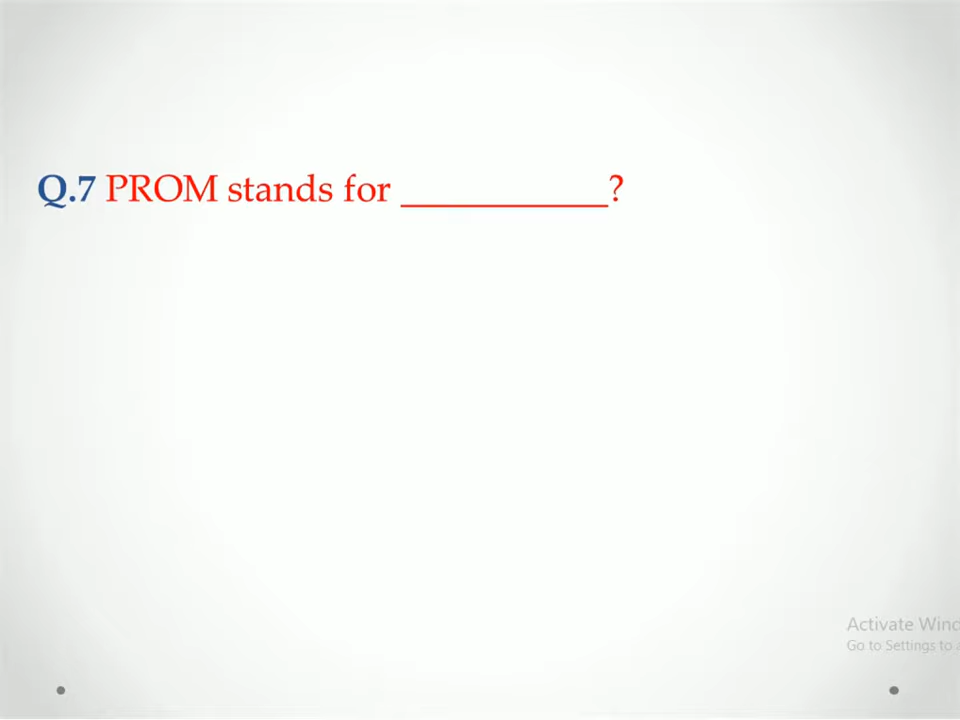 Q.7 PROM stands for ___________?
Activate Wind
Go to Settings to a